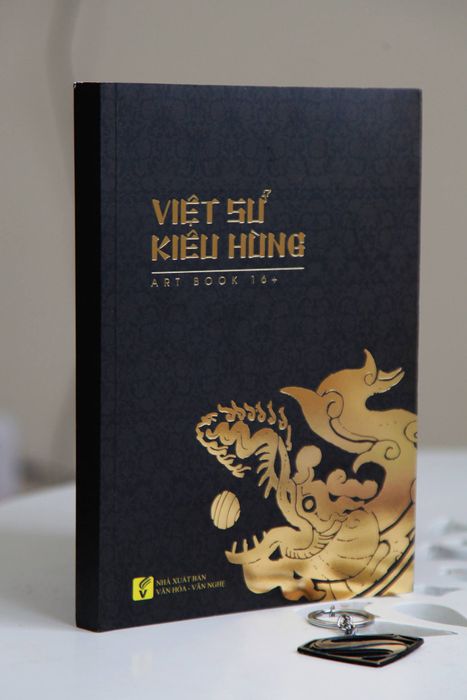 VIỆT SỬ
KIÊU HÙNG
ART BOOK 16+
NHÀ XUẤT BẢN
VĂN HÓA - VĂN NGHỆ